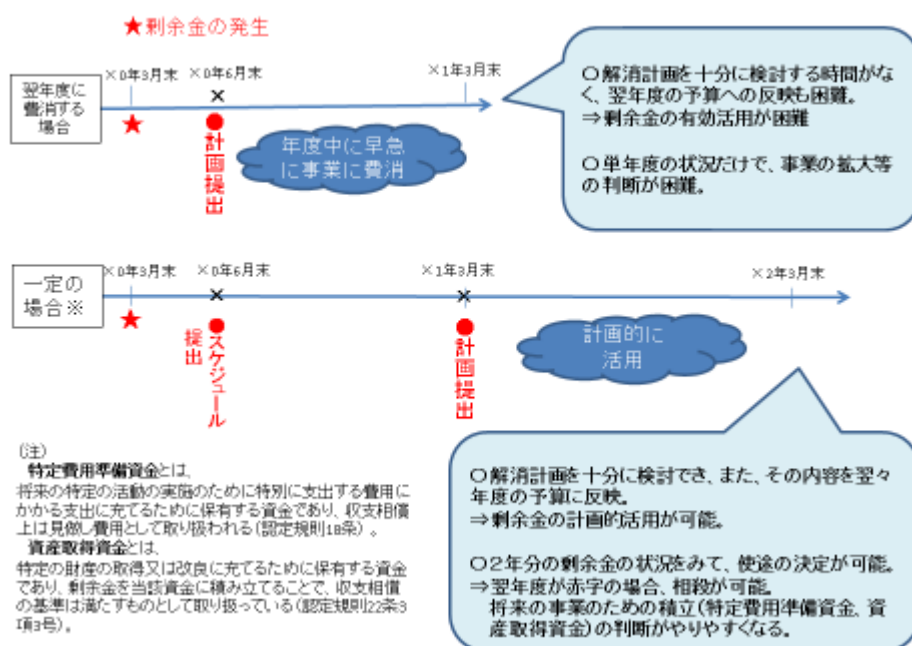 ★剰余金の発生
×0年3月末
×0年6月末
×1年3月末
翌年度に
費消する
場合
×
★
●計画提出
年度中に早急
に事業に費消
○解消計画を十分に検討する時間がな
く、翌年度の予算への反映も困難。
⇒剰余金の有効活用が困難
○単年度の状況だけで、事業の拡大等
の判断が困難。
×0年3月末
×0年6月末
×1年3月末
×2年3月末
一定の
場合※
×
×
★
●スケジュール
提出
●計画提出
計画的に
活用
(注)
特定費用準備資金とは、
将来の特定の活動の実施のために特別に支出する費用に
かかる支出に充てるために保有する資金であり、収支相償
上は見做し費用として取り扱われる(認定規則18条)。
資産取得資金とは、
特定の財産の取得又は改良に充てるために保有する資金
であり、剰余金を当該資金に積み立てることで、収支相償
の基準は満たすものとして取り扱っている(認定規則22条3
項3号)。
○解消計画を十分に検討でき、また、その内容を翌々
年度の予算に反映。
⇒剰余金の計画的活用が可能。
○2年分の剰余金の状況をみて、使途の決定が可能。
⇒翌年度が赤字の場合、相殺が可能。
将来の事業のための積立(特定費用準備資金、資
産取得資金)の判断がやりやすくなる。